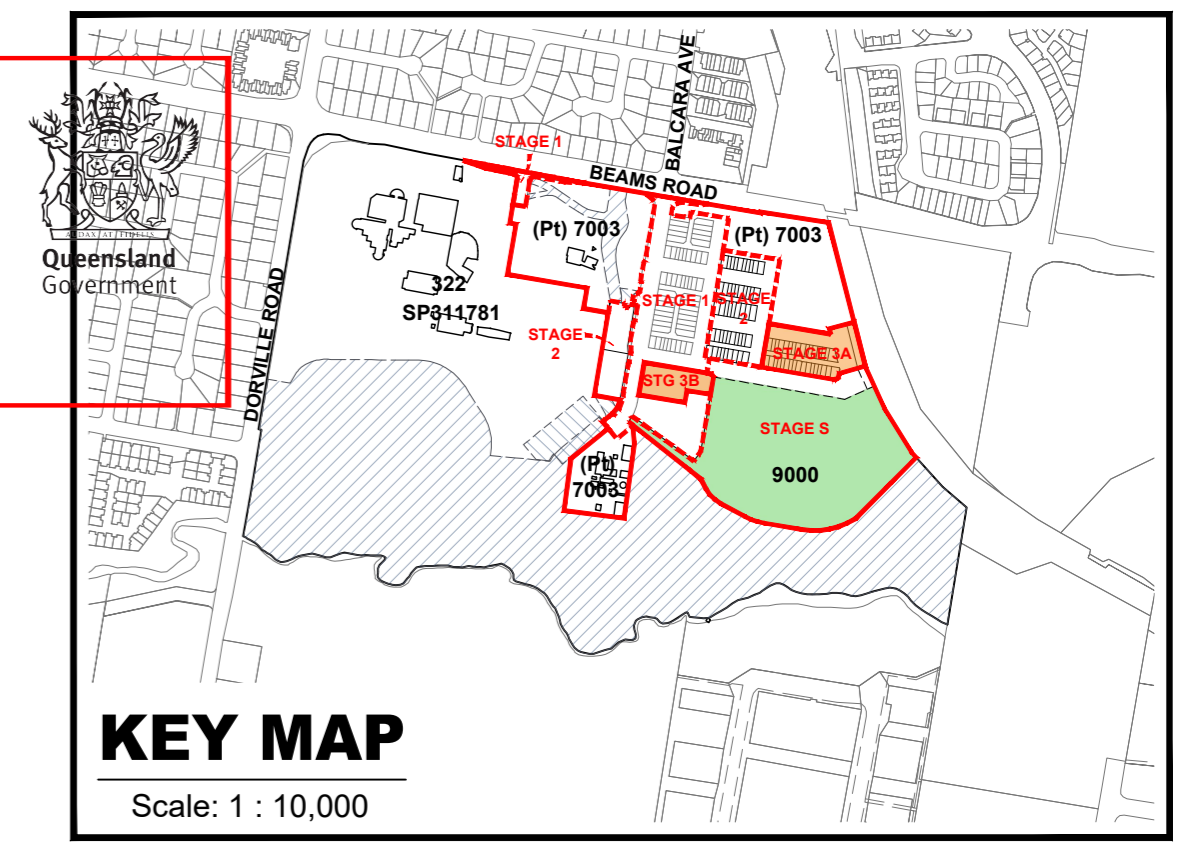 BALCARA AVE
STAGE 1
BEAMS ROAD
AUDAX AT FIDELIS
Queensland
Government
DORVILLE ROAD
(Pt) 7003
(Pt) 7003
322
SP311781
STAGE 1
STAGE
2
STAGE
2
STAGE 3A
STG 3B
STAGE S
9000
(Pt)
7003
KEY MAP
Scale: 1 : 10,000